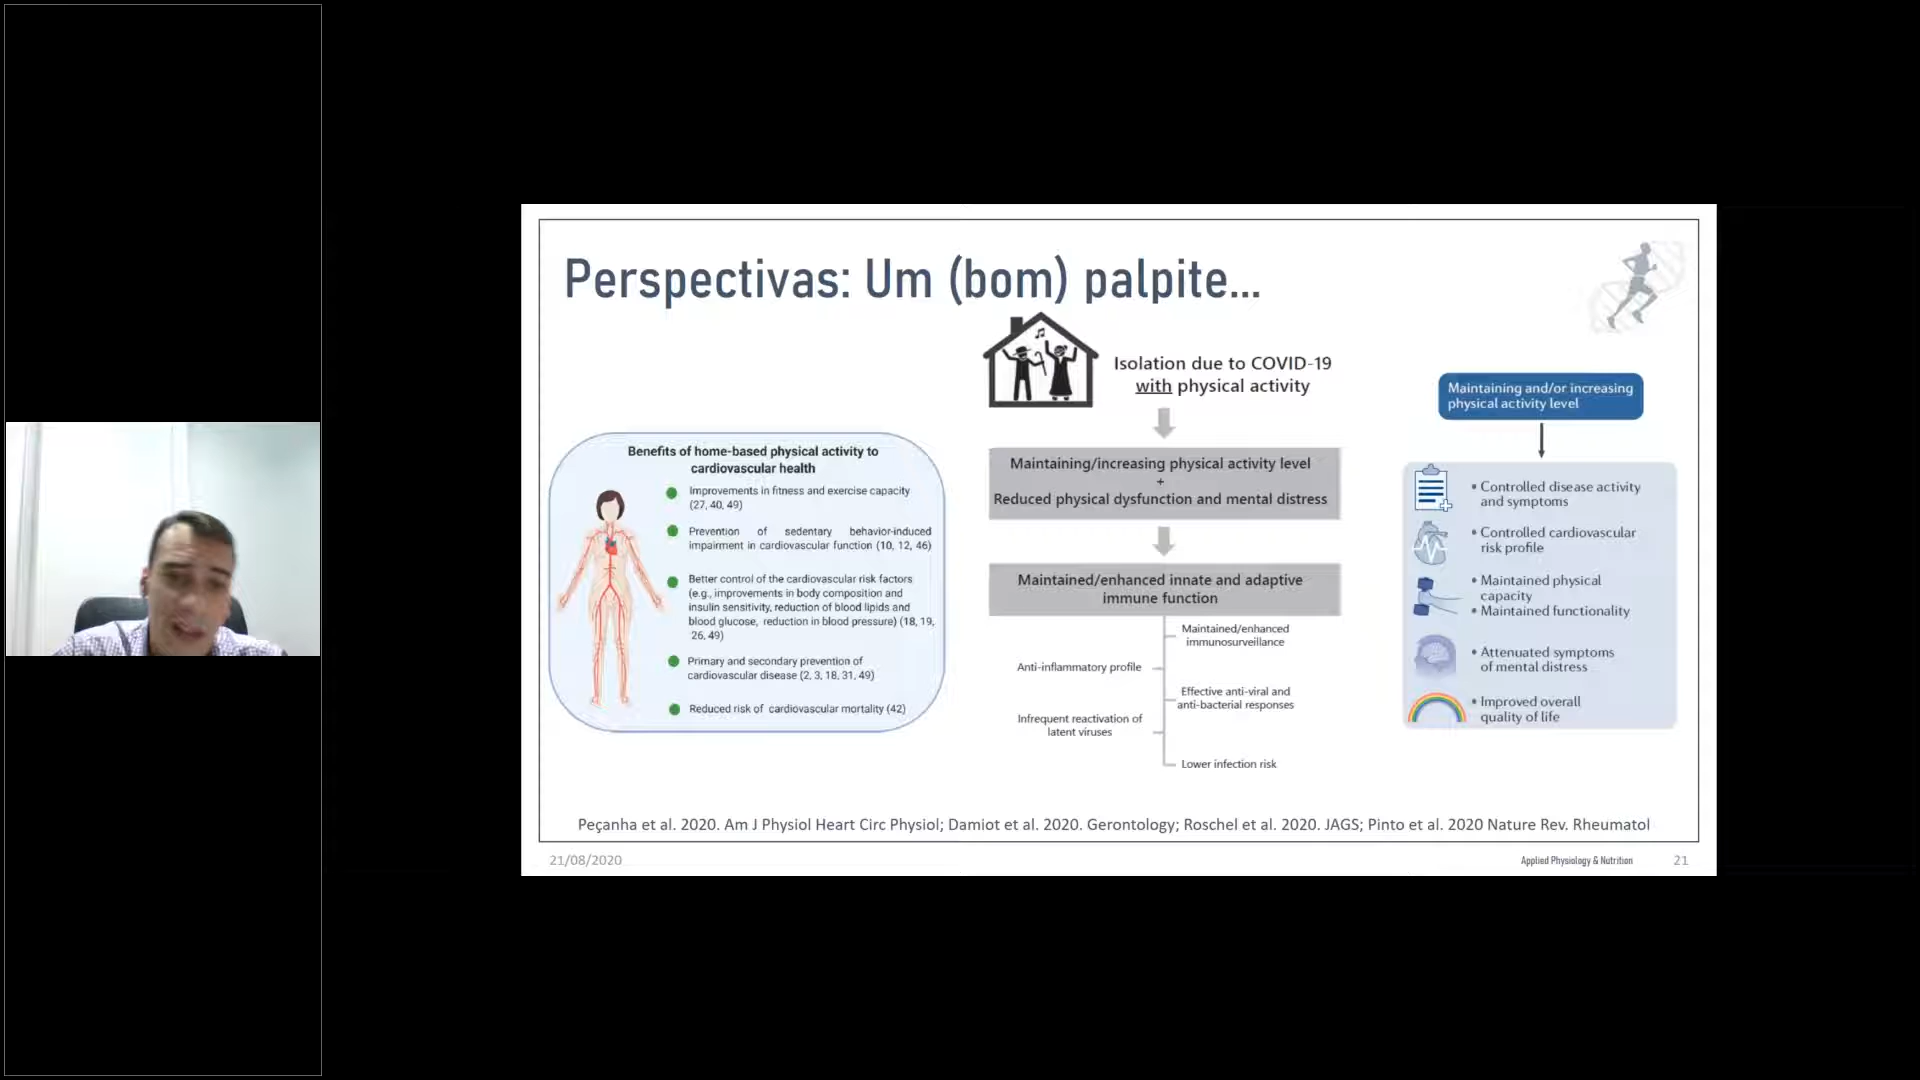 Perspectivas: Um (bom) palpite...
Benefits of home-based physical activity to
cardiovascular health
Improvements in fitness and exercise capacity
(27, 40, 49)
Prevention of sedentary behavior-induced
impairment in cardiovascular function (10, 12, 46)
Better control of the cardiovascular risk factors
(e.g., improvements in body composition and
insulin sensitivity, reduction of blood lipids and
blood glucose, reduction in blood pressure) (18, 19,
26, 49)
Primary and secondary prevention of
cardiovascular disease (2, 3, 18, 31, 49)
Reduced risk of cardiovascular mortality (42)
Isolation due to COVID-19
with physical activity
Maintaining/increasing physical activity level
+
Reduced physical dysfunction and mental distress
Maintained/enhanced innate and adaptive
immune function
Maintained/enhanced
immunosurveillance
Anti-inflammatory profile
Effective anti-viral and
anti-bacterial responses
Infrequent reactivation of
latent viruses
Lower infection risk
Maintaining and/or increasing
physical activity level
• Controlled disease activity
and symptoms
• Controlled cardiovascular
risk profile
• Maintained physical
capacity
• Maintained functionality
• Attenuated symptoms
of mental distress
• Improved overall
quality of life
Peçanha et al. 2020. Am J Physiol Heart Circ Physiol; Damiot et al. 2020. Gerontology; Roschel et al. 2020. JAGS; Pinto et al. 2020 Nature Rev. Rheumatol
21/08/2020
Applied Physiology & Nutrition
21